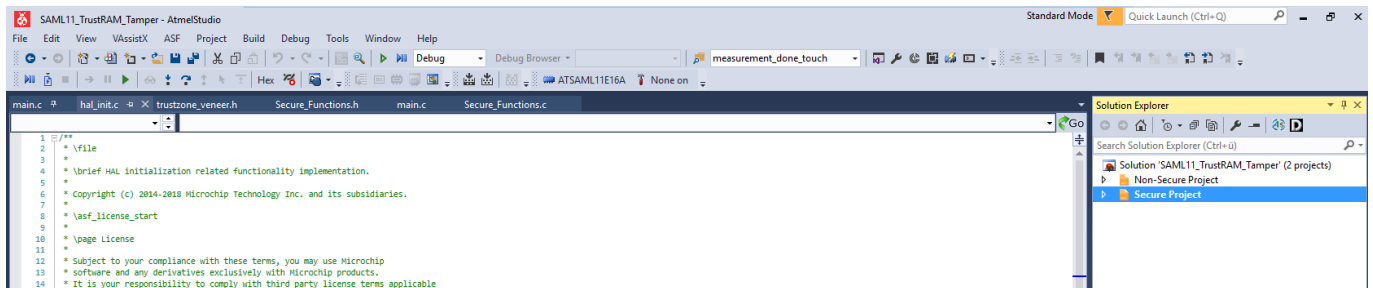 SAML11_TrustRAM_Tamper - AtmelStudio
Standard Mode
Quick Launch (Ctrl+Q)
File Edit View VAssistX ASF Project Build Debug Tools Window Help
Debug Debug Browser measurement_done_touch
Hex ATSAML11E16A None on
main.c hal_init.c trustzone_veneer.h Secure_Functions.h main.c Secure_Functions.c
Go
1 /**
2 * \file
3 *
4 * \brief HAL initialization related functionality implementation.
5 *
6 * Copyright (c) 2014-2018 Microchip Technology Inc. and its subsidiaries.
7 *
8 * \asf_license_start
9 *
10 * \page License
11 *
12 * Subject to your compliance with these terms, you may use Microchip
13 * software and any derivatives exclusively with Microchip products.
14 * It is your responsibility to comply with third party license terms applicable
Solution Explorer
Search Solution Explorer (Ctrl+ü)
Solution 'SAML11_TrustRAM_Tamper' (2 projects)
Non-Secure Project
Secure Project